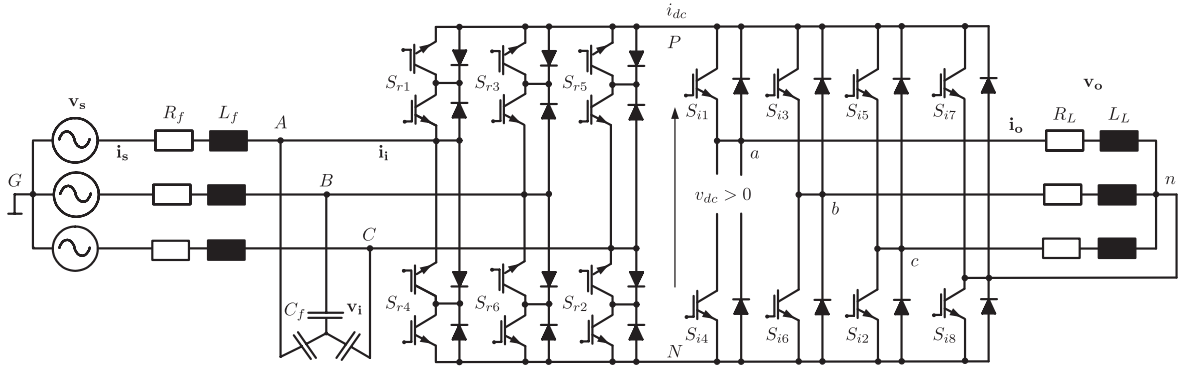 i_dc
P
S_r1
S_r3
S_r5
S_i1
S_i3
S_i5
S_i7
v_s
R_f
L_f
A
i_s
i_i
G
B
C
a
v_dc > 0
b
c
v_o
i_o
R_L
L_L
n
C_f
v_i
S_r4
S_r6
S_r2
S_i4
S_i6
S_i2
S_i8
N